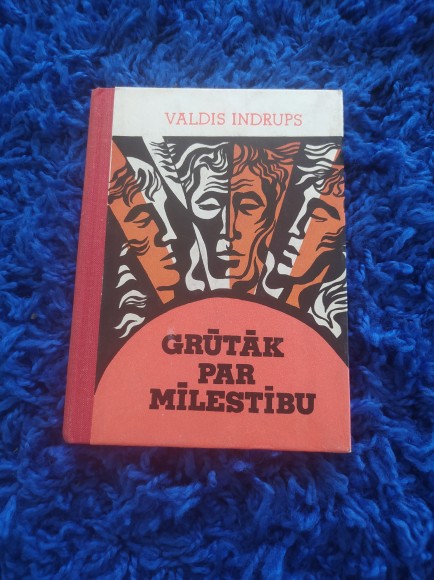 VALDIS INDRUPS
GRŪTĀK
PAR
MĪLESTĪBU